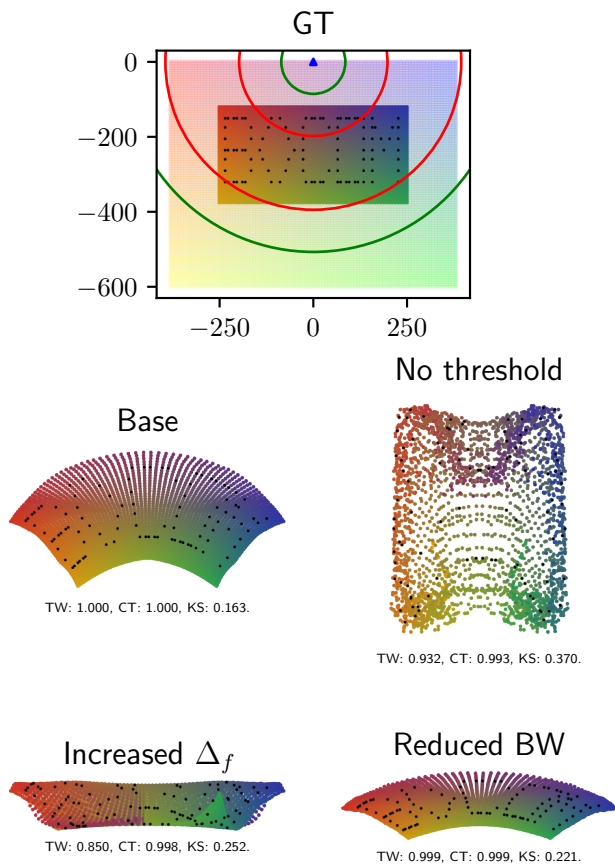 GT
0
−200
−400
−600
−250 0 250
No threshold
Base
TW: 1.000, CT: 1.000, KS: 0.163.
TW: 0.932, CT: 0.993, KS: 0.370.
Increased Δf
Reduced BW
TW: 0.850, CT: 0.998, KS: 0.252.
TW: 0.999, CT: 0.999, KS: 0.221.